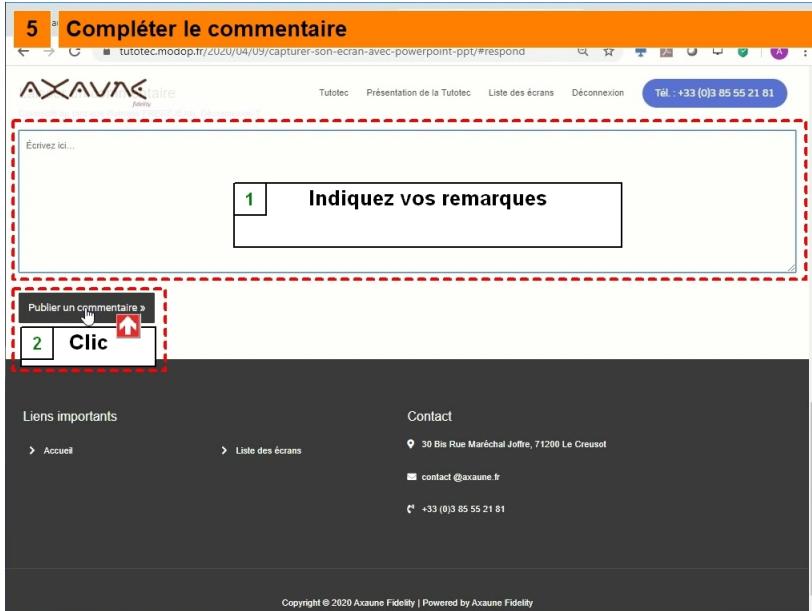 5 Compléter le commentaire
tutotec.modop.fr/2020/04/09/capturer-son-ecran-avec-powerpoint-ppt/#respond
AXAUNE
fidelity
Tutotec Présentation de la Tutotec Liste des écrans Déconnexion Tél. : +33 (0)3 85 55 21 81
Écrivez ici...
1 Indiquez vos remarques
Publier un commentaire »
2 Clic
Liens importants
Accueil
Liste des écrans
Contact
30 Bis Rue Maréchal Joffre, 71200 Le Creusot
contact @axaune.fr
+33 (0)3 85 55 21 81
Copyright © 2020 Axaune Fidelity | Powered by Axaune Fidelity